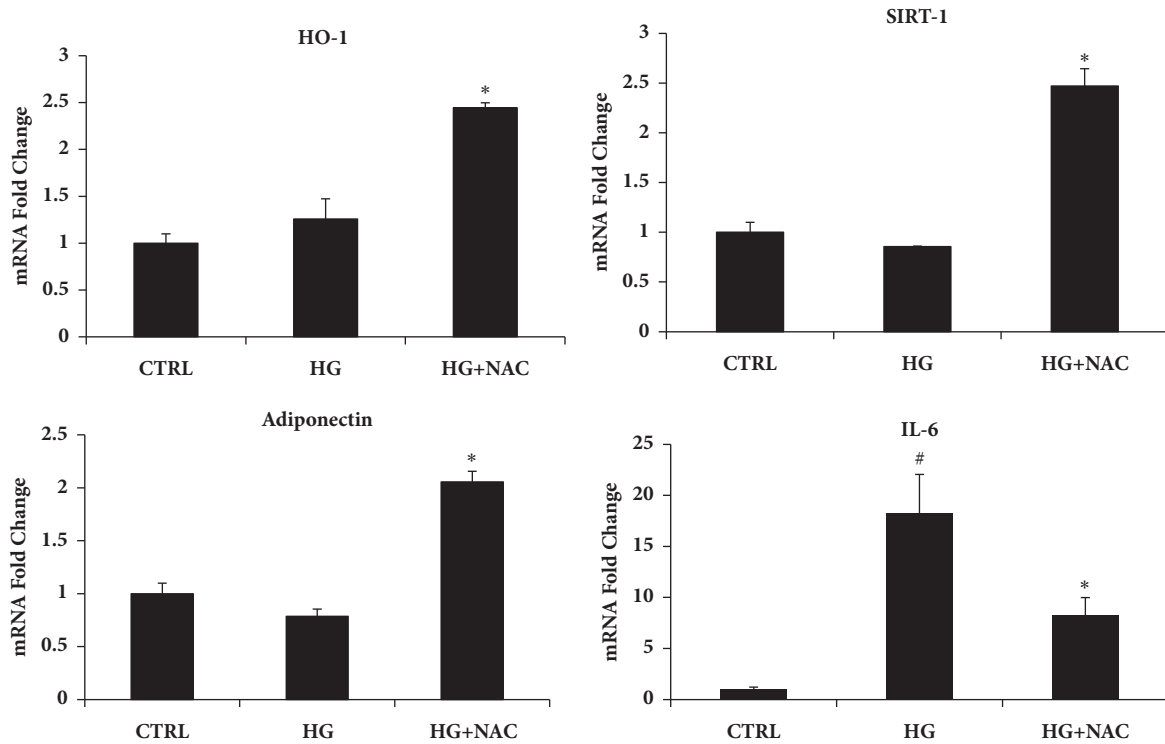 HO-1
mRNA Fold Change
3
2.5
2
1.5
1
0.5
0
*
CTRL HG HG+NAC
SIRT-1
mRNA Fold Change
3
2.5
2
1.5
1
0.5
0
*
CTRL HG HG+NAC
Adiponectin
mRNA Fold Change
2.5
2
1.5
1
0.5
0
*
CTRL HG HG+NAC
IL-6
mRNA Fold Change
25
20
15
10
5
0
#
*
CTRL HG HG+NAC